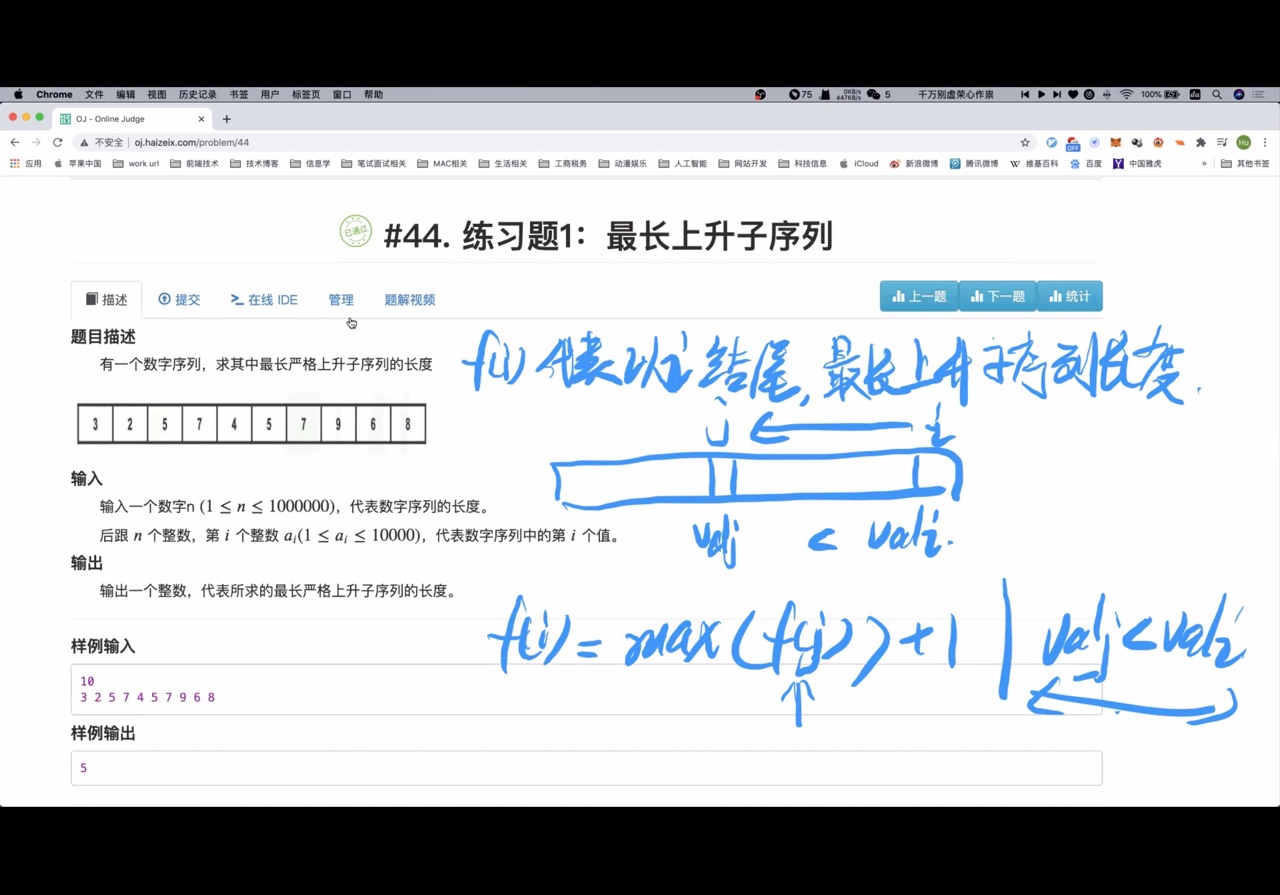 Chrome 文件 编辑 视图 历史记录 书签 用户 标签页 窗口 帮助 75 0KB/s 447KB/s 5 千万别虚荣心作祟 100%
OJ - Online Judge
不安全 | oj.haizeix.com/problem/44 OFF Hu
应用 苹果中国 work url 前端技术 技术博客 信息学 笔试面试相关 MAC相关 生活相关 工商税务 动漫娱乐 人工智能 网站开发 科技信息 iCloud 新浪微博 腾讯微博 维基百科 百度 中国雅虎 » 其他书签
已通过 #44. 练习题1：最长上升子序列
描述 提交 在线 IDE 管理 题解视频 上一题 下一题 统计
题目描述
有一个数字序列，求其中最长严格上升子序列的长度
f(i) 代表以i结尾,最长上升子序列长度.
3 2 5 7 4 5 7 9 6 8
j i
输入
输入一个数字n (1 ≤ n ≤ 1000000)，代表数字序列的长度。
后跟 n 个整数，第 i 个整数 ai(1 ≤ ai ≤ 10000)，代表数字序列中的第 i 个值。
valj < vali.
输出
输出一个整数，代表所求的最长严格上升子序列的长度。
f(i) = max(f(j)) + 1 | valj < vali
样例输入
10
3 2 5 7 4 5 7 9 6 8
样例输出
5